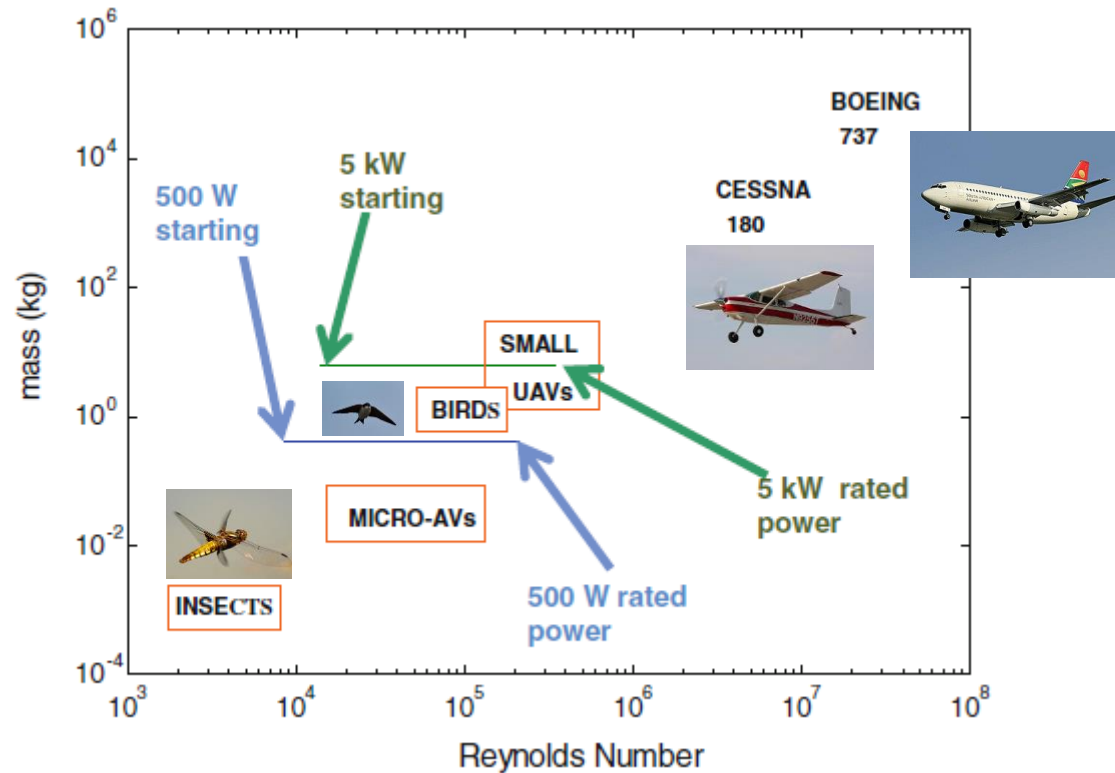 10^6
10^4
10^2
10^0
10^-2
10^-4
mass (kg)
10^3
10^4
10^5
10^6
10^7
10^8
Reynolds Number
BOEING
737
5 kW
starting
500 W
starting
CESSNA
180
SMALL
UAVs
BIRDS
MICRO-AVs
INSECTS
5 kW rated
power
500 W rated
power